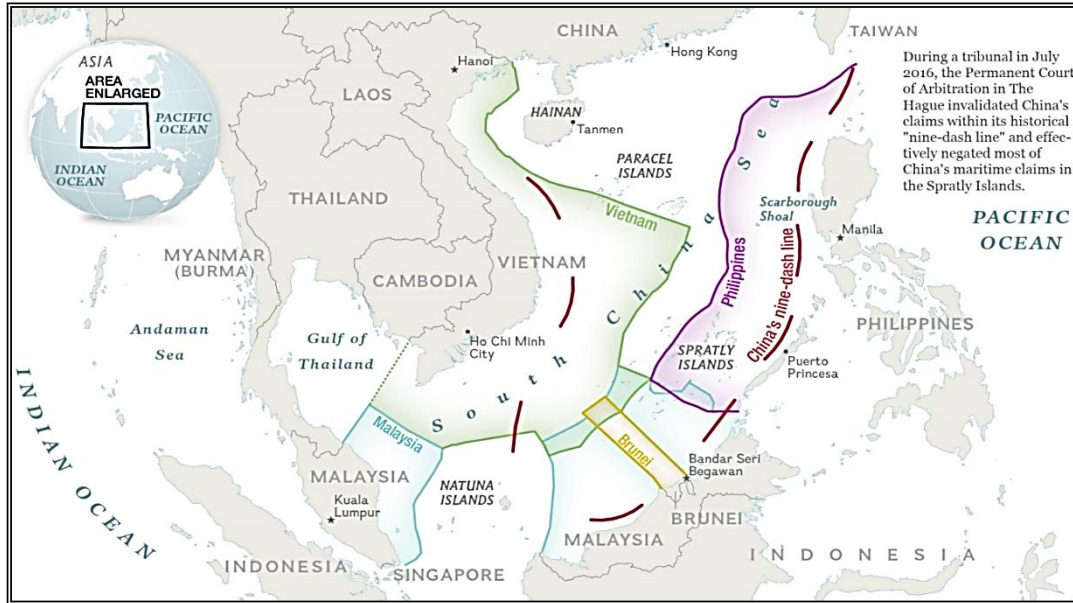 ASIA
AREA
ENLARGED
PACIFIC
OCEAN
INDIAN
OCEAN
CHINA
TAIWAN
Hong Kong
Hanoi
LAOS
HAINAN
Tanmen
During a tribunal in July
2016, the Permanent Court
of Arbitration in The
Hague invalidated China's
claims within its historical
"nine-dash line" and effec-
tively negated most of
China's maritime claims in
the Spratly Islands.
PARACEL
ISLANDS
THAILAND
Vietnam
Scarborough
Shoal
PACIFIC
OCEAN
Manila
MYANMAR
(BURMA)
VIETNAM
CAMBODIA
Philippines
China's nine-dash line
South China Sea
PHILIPPINES
Andaman
Sea
Gulf of
Thailand
Ho Chi Minh
City
SPRATLY
ISLANDS
Puerto
Princesa
INDIAN OCEAN
Malaysia
Brunei
Bandar Seri
Begawan
MALAYSIA
Kuala
Lumpur
NATUNA
ISLANDS
BRUNEI
MALAYSIA
INDONESIA
SINGAPORE
INDONESIA